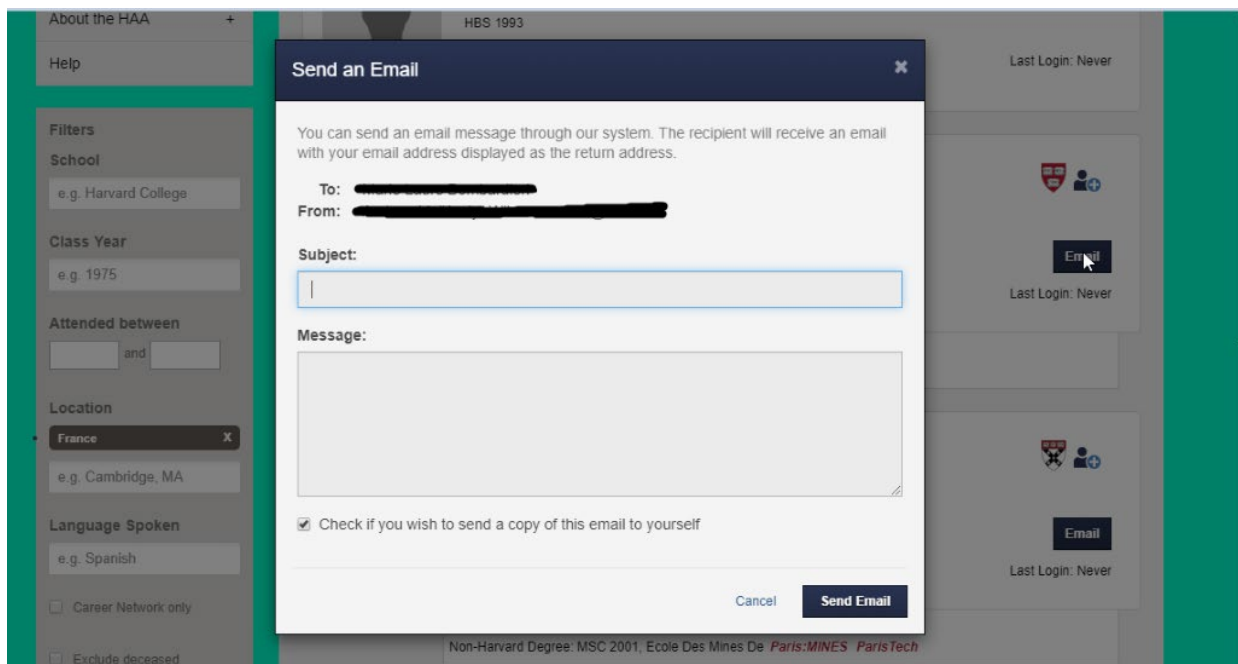 About the HAA +
Help
Filters
School
e.g. Harvard College
Class Year
e.g. 1975
Attended between
and
Location
France X
e.g. Cambridge, MA
Language Spoken
e.g. Spanish
Career Network only
Exclude deceased
HBS 1993
Last Login: Never
Send an Email ×
You can send an email message through our system. The recipient will receive an email
with your email address displayed as the return address.
To:
From:
Subject:
Message:
Check if you wish to send a copy of this email to yourself
Cancel Send Email
Email
Last Login: Never
Email
Last Login: Never
Non-Harvard Degree: MSC 2001, Ecole Des Mines De Paris:MINES ParisTech